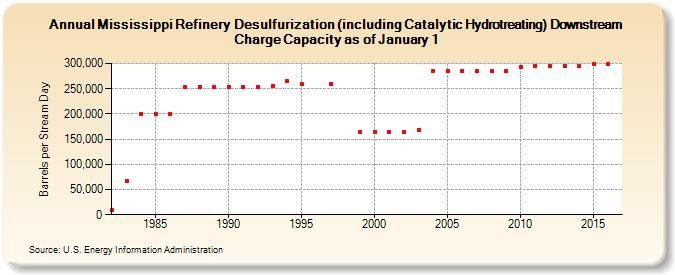 Annual Mississippi Refinery Desulfurization (including Catalytic Hydrotreating) Downstream
Charge Capacity as of January 1
Barrels per Stream Day
300,000
250,000
200,000
150,000
100,000
50,000
0
1985 1990 1995 2000 2005 2010 2015
Source: U.S. Energy Information Administration